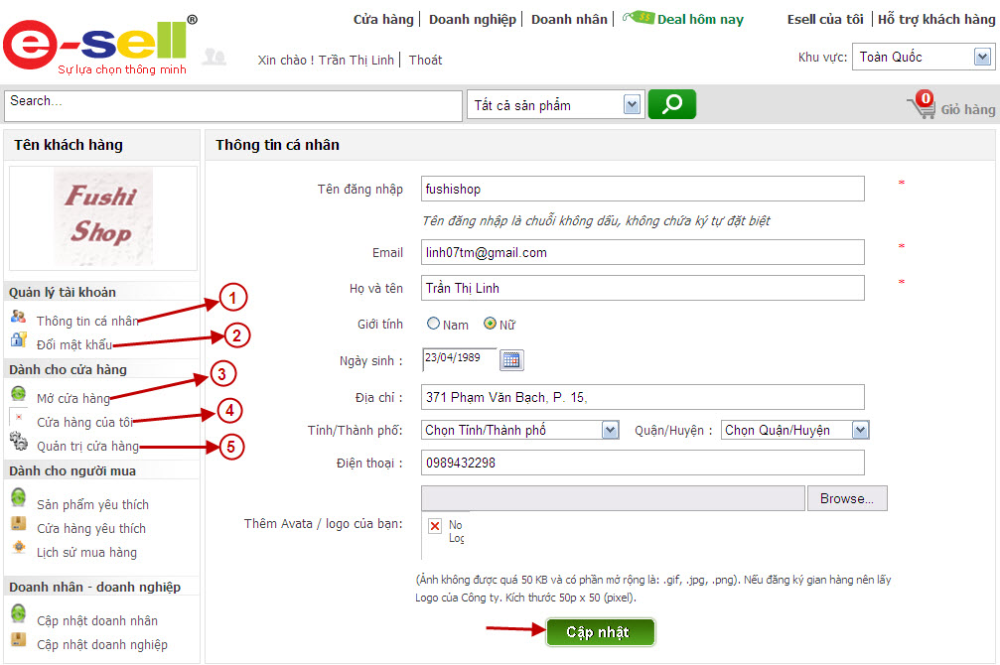 Cửa hàng | Doanh nghiệp | Doanh nhân | $$ Deal hôm nay Esell của tôi | Hỗ trợ khách hàng
e-sell®
Sự lựa chọn thông minh
Xin chào ! Trần Thị Linh | Thoát
Khu vực: Toàn Quốc
Search...
Tất cả sản phẩm
0 Giỏ hàng
Tên khách hàng
Fushi
Shop
Quản lý tài khoản
Thông tin cá nhân 1
Đổi mật khẩu 2
Dành cho cửa hàng
Mở cửa hàng 3
Cửa hàng của tôi 4
Quản trị cửa hàng 5
Dành cho người mua
Sản phẩm yêu thích
Cửa hàng yêu thích
Lịch sử mua hàng
Doanh nhân - doanh nghiệp
Cập nhật doanh nhân
Cập nhật doanh nghiệp
Thông tin cá nhân
Tên đăng nhập fushishop *
Tên đăng nhập là chuỗi không dấu, không chứa ký tự đặt biệt
Email linh07tm@gmail.com *
Họ và tên Trần Thị Linh *
Giới tính Nam Nữ
Ngày sinh : 23/04/1989
Địa chỉ : 371 Phạm Văn Bạch, P. 15,
Tỉnh/Thành phố: Chọn Tỉnh/Thành phố Quận/Huyện : Chọn Quận/Huyện
Điện thoại : 0989432298
Browse...
Thêm Avata / logo của bạn: No
Log
(Ảnh không được quá 50 KB và có phần mở rộng là: .gif, .jpg, .png). Nếu đăng ký gian hàng nên lấy
Logo của Công ty. Kích thước 50p x 50 (pixel).
Cập nhật